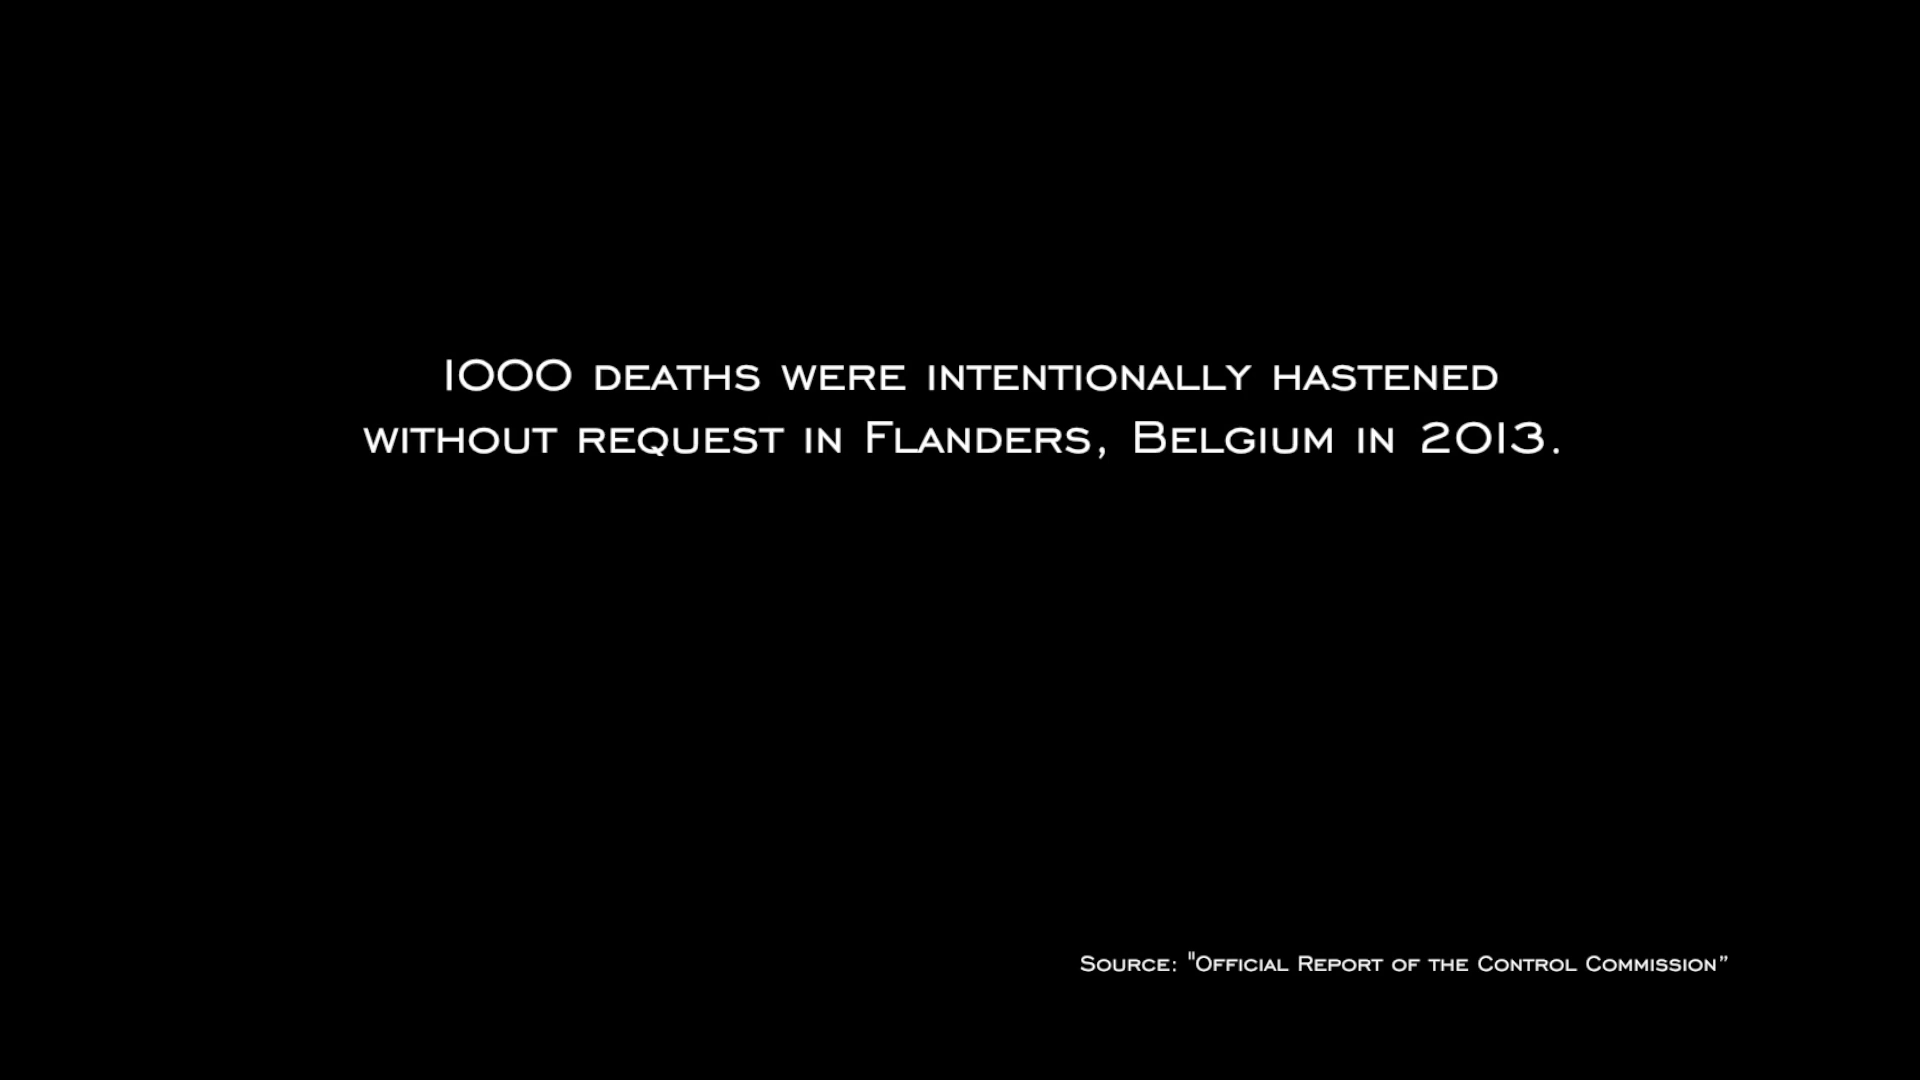 1000 deaths were intentionally hastened
without request in Flanders, Belgium in 2013.
Source: "Official Report of the Control Commission”